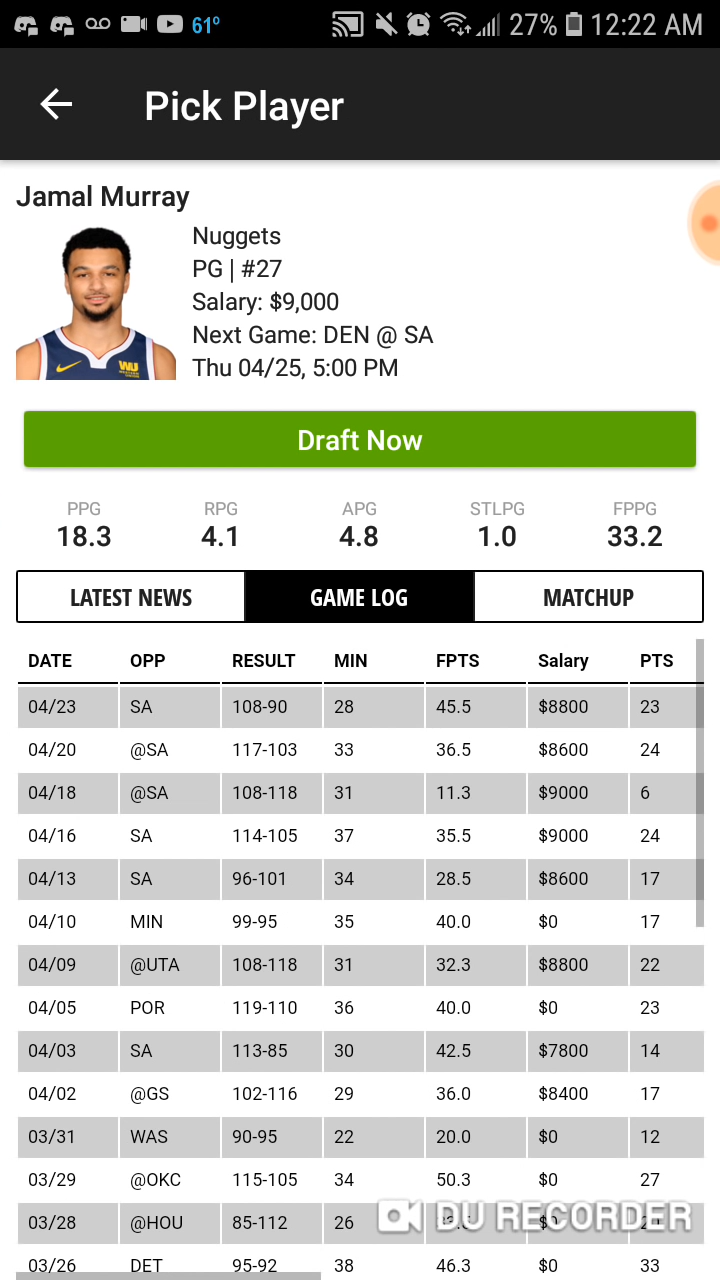 61° 27% 12:22 AM
Pick Player
Jamal Murray
Nuggets
PG | #27
Salary: $9,000
Next Game: DEN @ SA
Thu 04/25, 5:00 PM
WU
Draft Now
PPG RPG APG STLPG FPPG
18.3 4.1 4.8 1.0 33.2
LATEST NEWS GAME LOG MATCHUP
DATE OPP RESULT MIN FPTS Salary PTS
04/23 SA 108-90 28 45.5 $8800 23
04/20 @SA 117-103 33 36.5 $8600 24
04/18 @SA 108-118 31 11.3 $9000 6
04/16 SA 114-105 37 35.5 $9000 24
04/13 SA 96-101 34 28.5 $8600 17
04/10 MIN 99-95 35 40.0 $0 17
04/09 @UTA 108-118 31 32.3 $8800 22
04/05 POR 119-110 36 40.0 $0 23
04/03 SA 113-85 30 42.5 $7800 14
04/02 @GS 102-116 29 36.0 $8400 17
03/31 WAS 90-95 22 20.0 $0 12
03/29 @OKC 115-105 34 50.3 $0 27
03/28 @HOU 85-112 26 $0
DU RECORDER
03/26 DET 95-92 38 46.3 $0 33